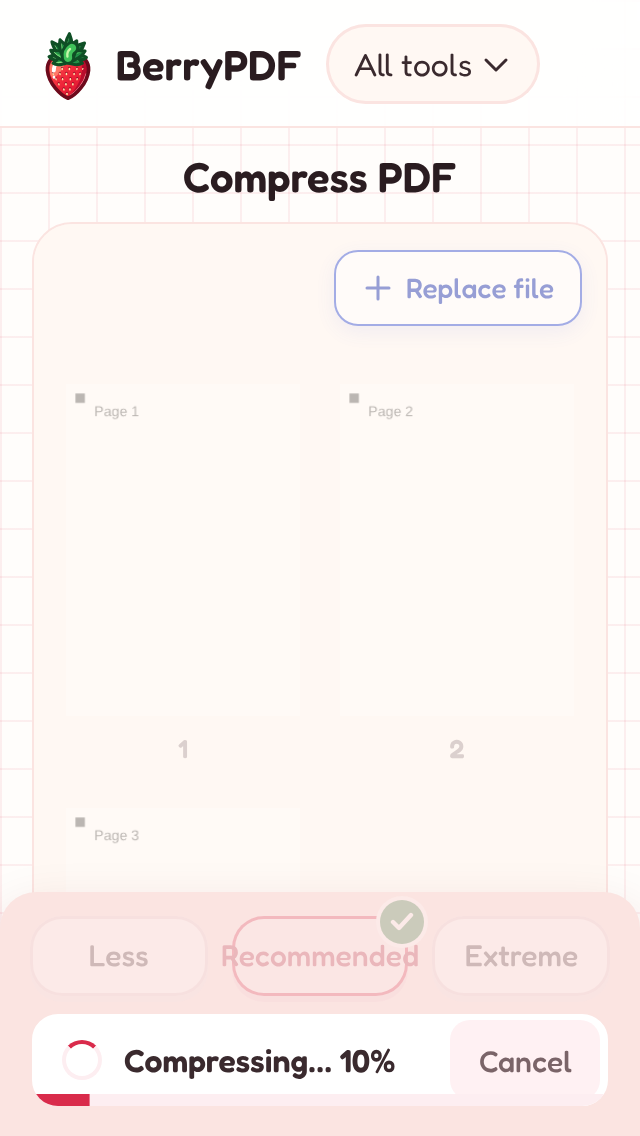 BerryPDF
All tools
Compress PDF
Replace file
Page 1
Page 2
1
2
Page 3
Less
Recommended
Extreme
Compressing... 10%
Cancel